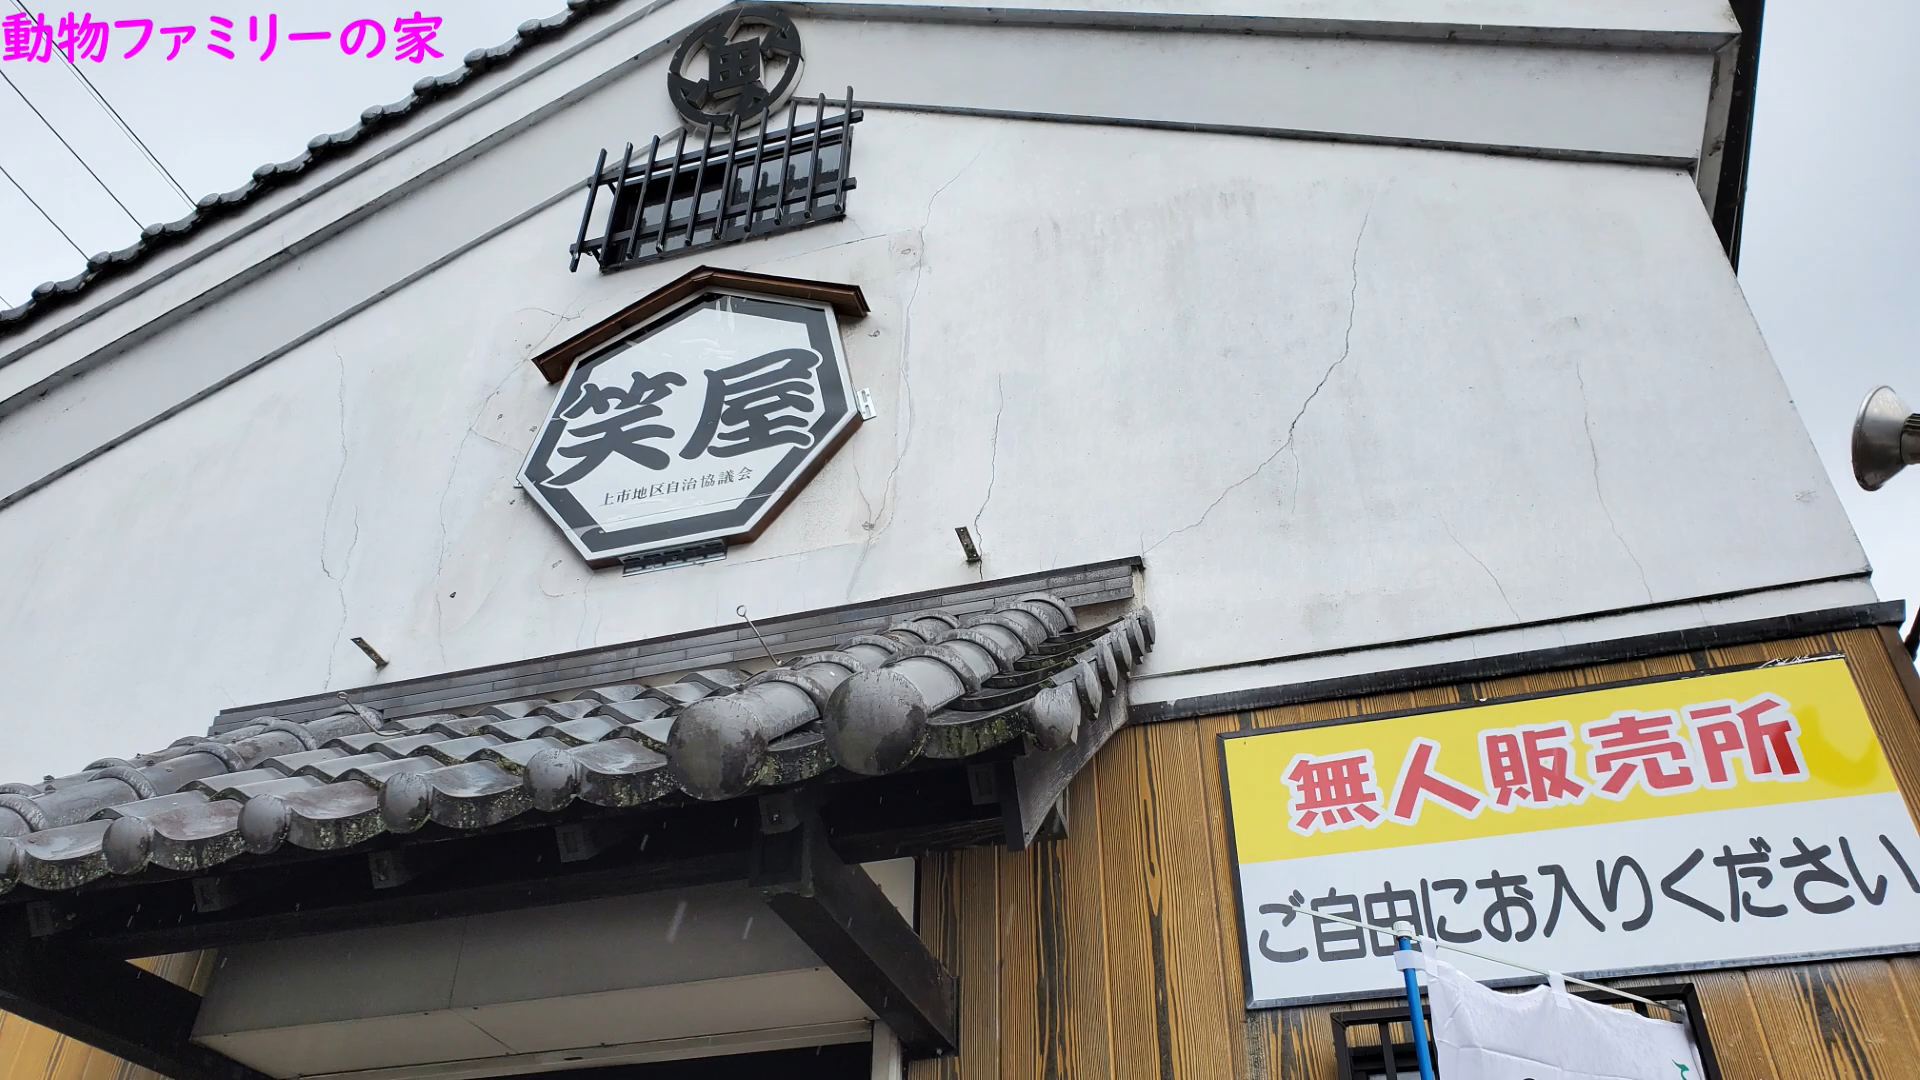 動物ファミリーの家
笑屋
上市地区自治協議会
無人販売所
ご自由にお入りください